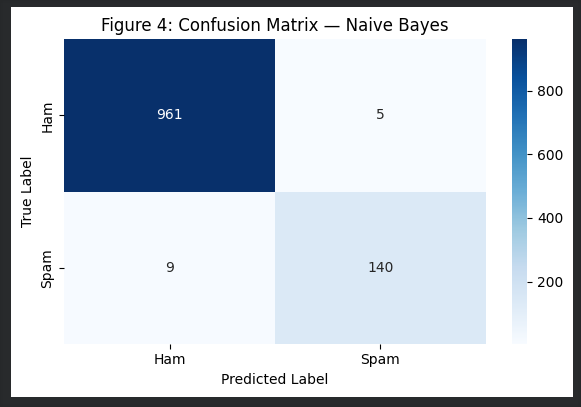 Figure 4: Confusion Matrix — Naive Bayes
True Label
Ham
961
5
Spam
9
140
Ham
Spam
Predicted Label
800
600
400
200